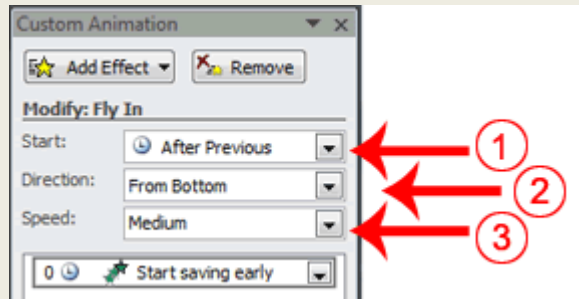 Custom Animation
Add Effect Remove
Modify: Fly In
Start: After Previous 1
Direction: From Bottom 2
Speed: Medium 3
0 Start saving early